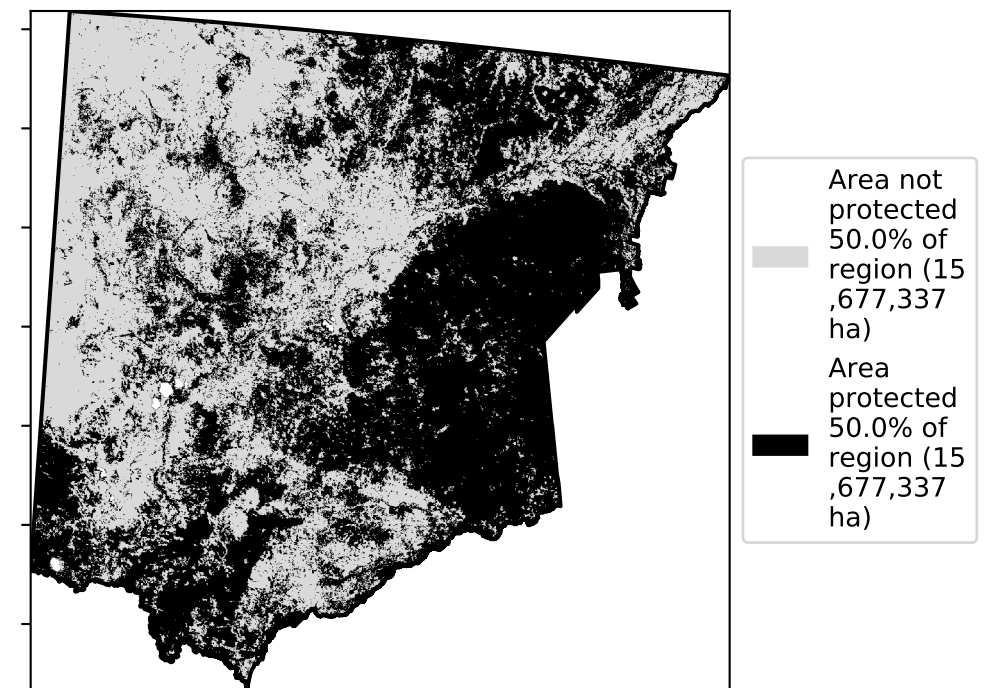 Area not
protected
50.0% of
region (15
,677,337
ha)
Area
protected
50.0% of
region (15
,677,337
ha)